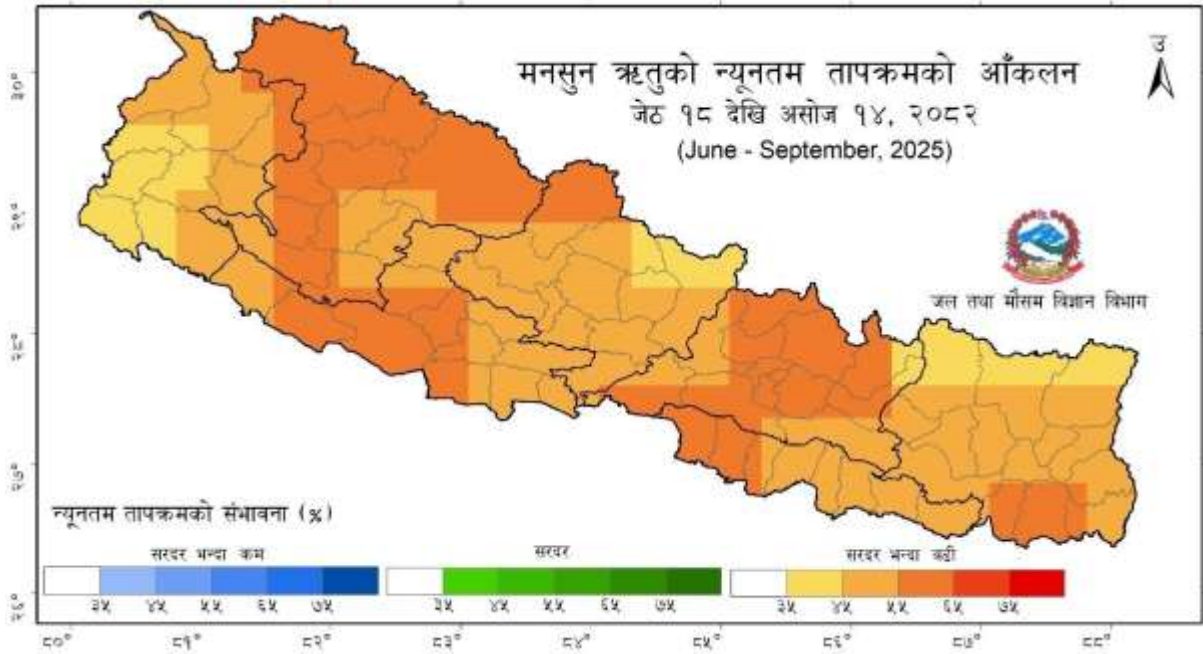 मनसुन ऋतुको न्यूनतम तापक्रमको आँकलन
जेठ १८ देखि असोज १४, २०८२
(June - September, 2025)
उ
जल तथा मौसम विज्ञान विभाग
३०°
२९°
२८°
२७°
२६°
न्यूनतम तापक्रमको संभावना (%)
सरदर भन्दा कम
सरदर
सरदर भन्दा बढी
३५ ४५ ५५ ६५ ७५
३५ ४५ ५५ ६५ ७५
३५ ४५ ५५ ६५ ७५
८०° ८१° ८२° ८३° ८४° ८५° ८६° ८७° ८८°